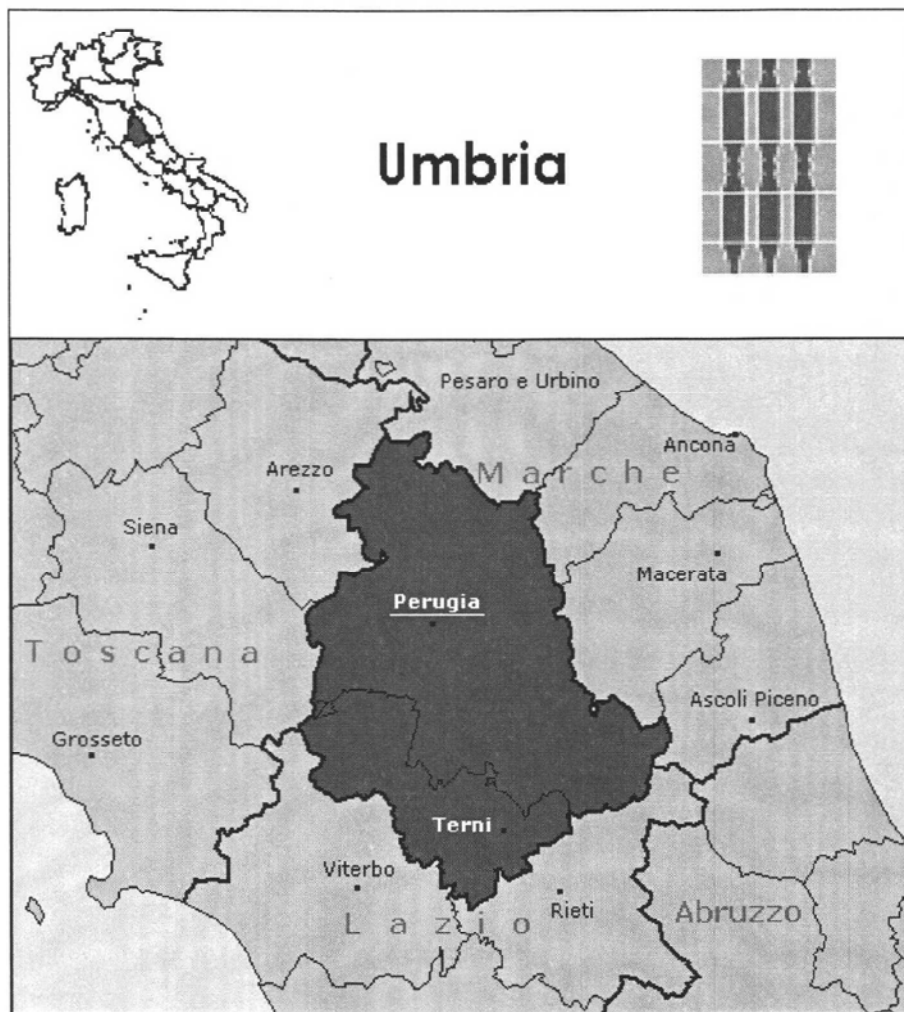 Umbria
Pesaro e Urbino
Ancona
Arezzo
Marche
Siena
Macerata
Perugia
Toscana
Ascoli Piceno
Grosseto
Terni
Viterbo
Rieti
Abruzzo
Lazio